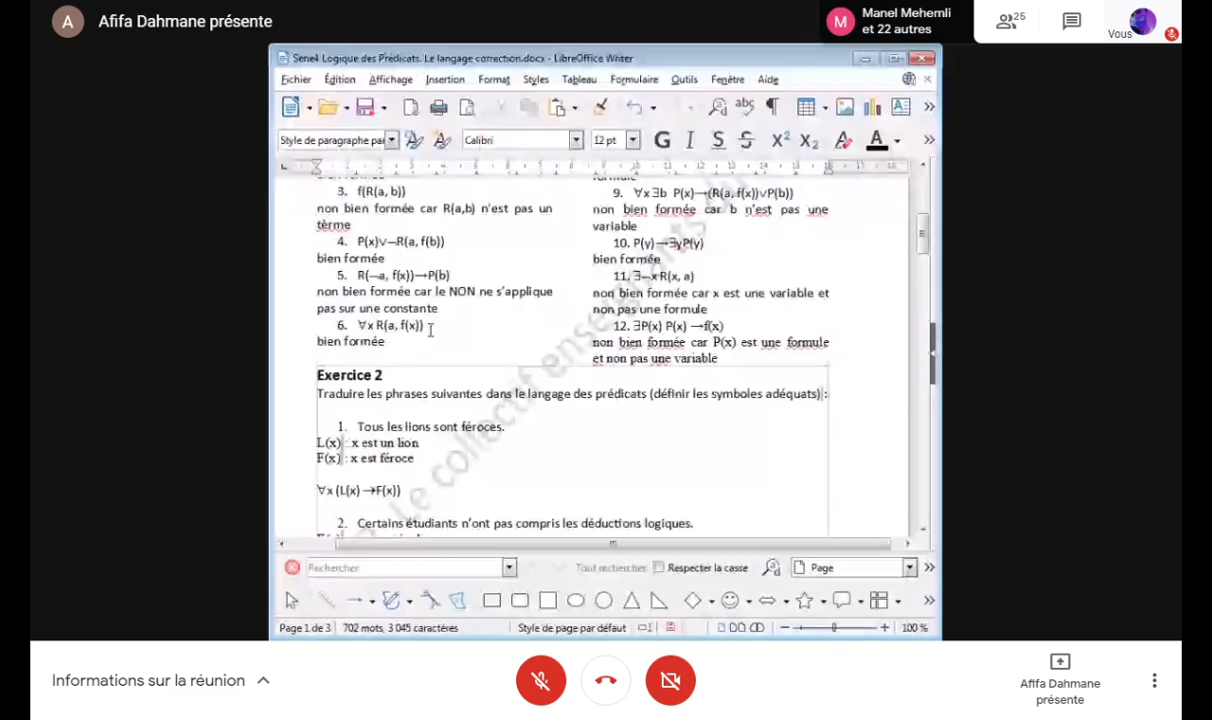 A Afifa Dahmane présente
M Manel Mehemli
et 22 autres
25
Vous
Serie4 Logique des Prédicats. Le langage correction.docx - LibreOffice Writer
Fichier Édition Affichage Insertion Format Styles Tableau Formulaire Outils Fenêtre Aide
Style de paragraphe par Calibri 12 pt G I S S X² X₂ A A
3. f(R(a, b))
non bien formée car R(a,b) n'est pas un
tèrme
4. P(x)∨¬R(a, f(b))
bien formée
5. R(¬a, f(x))→P(b)
non bien formée car le NON ne s'applique
pas sur une constante
6. ∀x R(a, f(x))
bien formée
formule
9. ∀x ∃b P(x)→(R(a, f(x))∨P(b))
non bien formée car b n'est pas une
variable
10. P(y)→∃yP(y)
bien formée
11. ∃¬x R(x, a)
non bien formée car x est une variable et
non pas une formule
12. ∃P(x) P(x) →f(x)
non bien formée car P(x) est une formule
et non pas une variable
Exercice 2
Traduire les phrases suivantes dans le langage des prédicats (définir les symboles adéquats) :
1. Tous les lions sont féroces.
L(x) : x est un lion
F(x) : x est féroce
∀x (L(x) →F(x))
2. Certains étudiants n'ont pas compris les déductions logiques.
Le collectif enseignants du
Rechercher Tout rechercher Respecter la casse Page
Page 1 de 3 702 mots, 3 045 caractères Style de page par défaut 100 %
Informations sur la réunion
Afifa Dahmane
présente